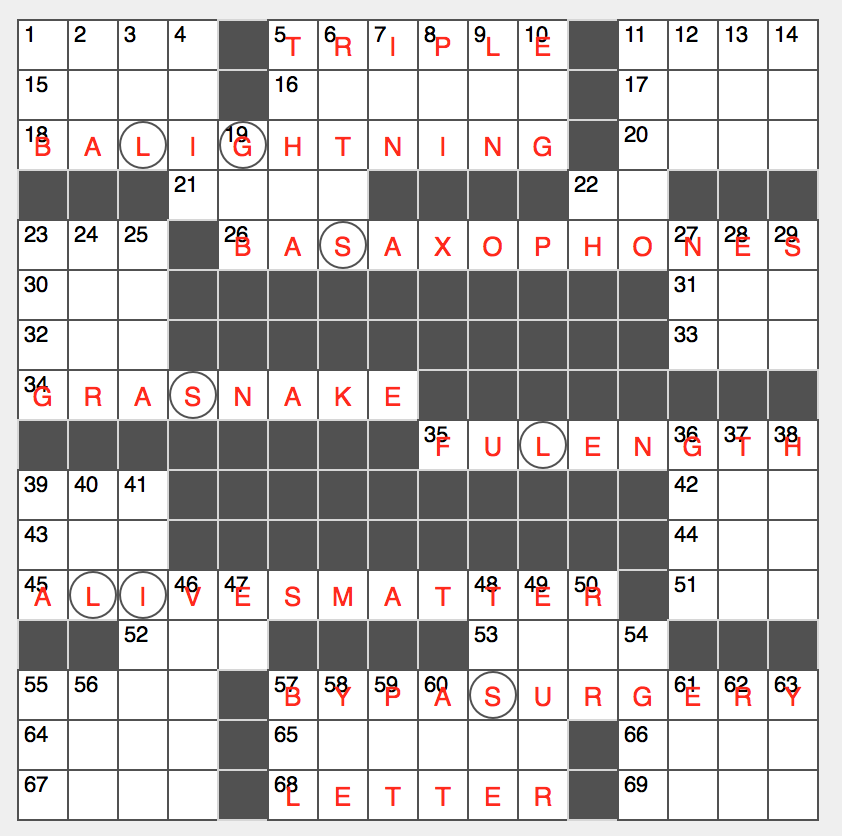 1 2 3 4 5 6 7 8 9 10 11 12 13 14
T R I P L E
15 16 17
18 19 20
B A L I G H T N I N G
21 22
23 24 25 26 27 28 29
B A S A X O P H O N E S
30 31
32 33
34
G R A S N A K E
35 36 37 38
F U L E N G T H
39 40 41 42
43 44
45 46 47 48 49 50 51
A L I V E S M A T T E R
52 53 54
55 56 57 58 59 60 61 62 63
B Y P A S U R G E R Y
64 65 66
67 68 69
L E T T E R